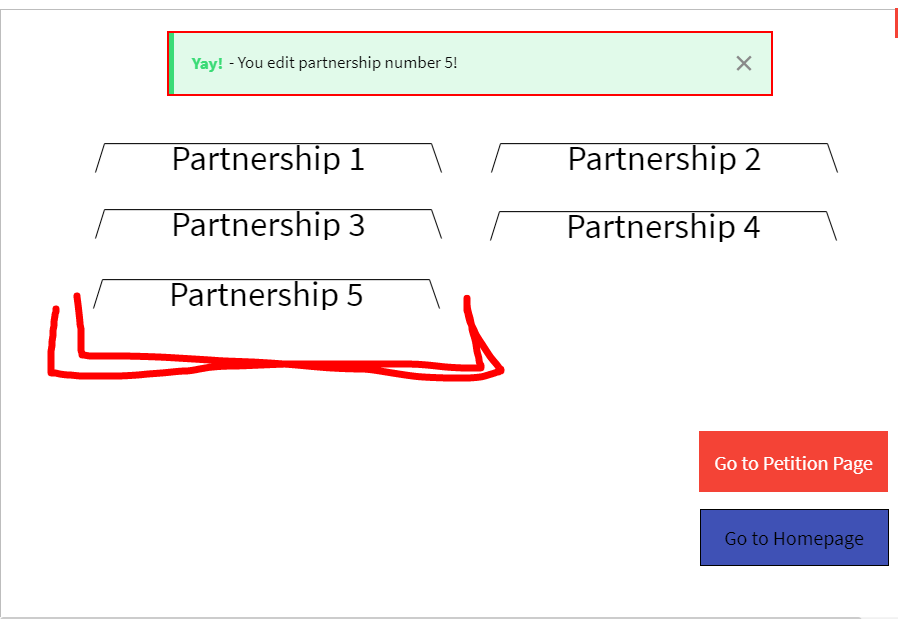 Yay! - You edit partnership number 5!
Partnership 1
Partnership 2
Partnership 3
Partnership 4
Partnership 5
Go to Petition Page
Go to Homepage